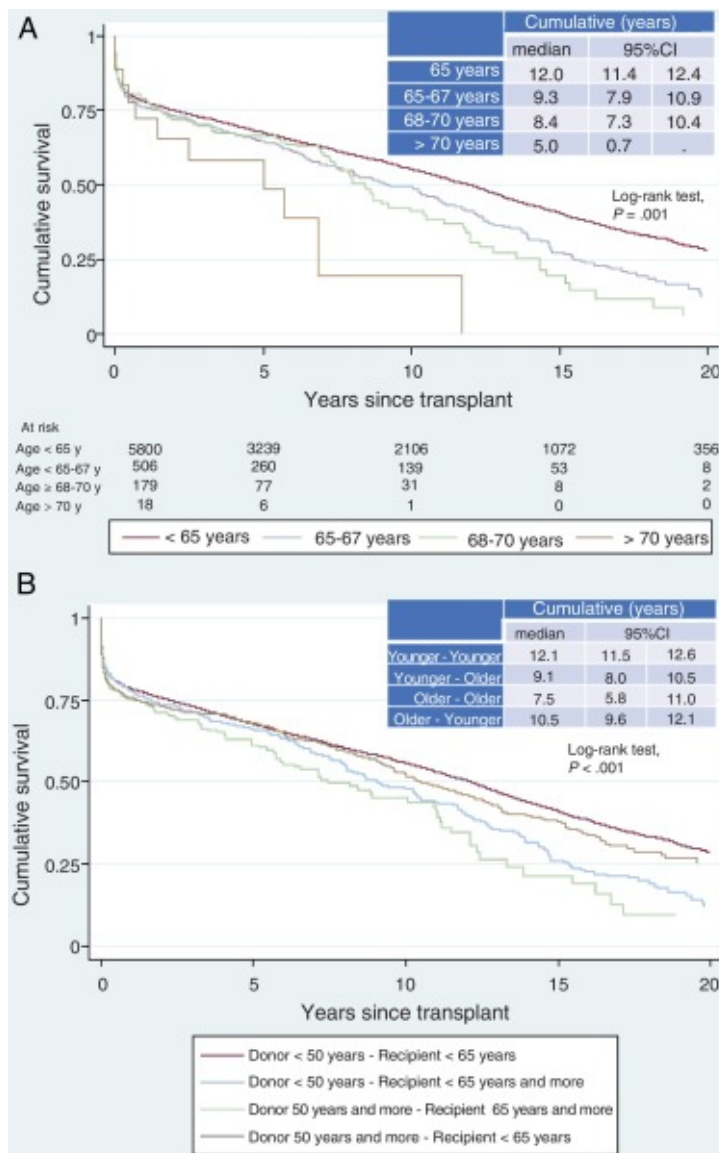 A
Cumulative (years)
median 95%CI
65 years 12.0 11.4 12.4
65-67 years 9.3 7.9 10.9
68-70 years 8.4 7.3 10.4
> 70 years 5.0 0.7 .
Log-rank test,
P = .001
Cumulative survival
1
0.75
0.50
0.25
0
0 5 10 15 20
Years since transplant
At risk
Age < 65 y 5800 3239 2106 1072 356
Age < 65-67 y 506 260 139 53 8
Age ≥ 68-70 y 179 77 31 8 2
Age > 70 y 18 6 1 0 0
< 65 years 65-67 years 68-70 years > 70 years
B
Cumulative (years)
median 95%CI
Younger - Younger 12.1 11.5 12.6
Younger - Older 9.1 8.0 10.5
Older - Older 7.5 5.8 11.0
Older - Younger 10.5 9.6 12.1
Log-rank test,
P < .001
Cumulative survival
1
0.75
0.50
0.25
0
0 5 10 15 20
Years since transplant
Donor < 50 years - Recipient < 65 years
Donor < 50 years - Recipient < 65 years and more
Donor 50 years and more - Recipient 65 years and more
Donor 50 years and more - Recipient < 65 years